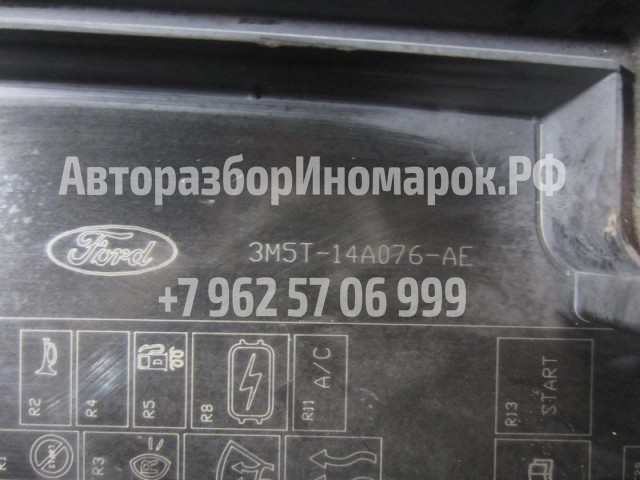 АвторазборИномарок.РФ
Ford
3M5T-14A076-AE
+7 962 57 06 999
R2
R4
R5
R8
R11 A/C
R13 START
R3
R